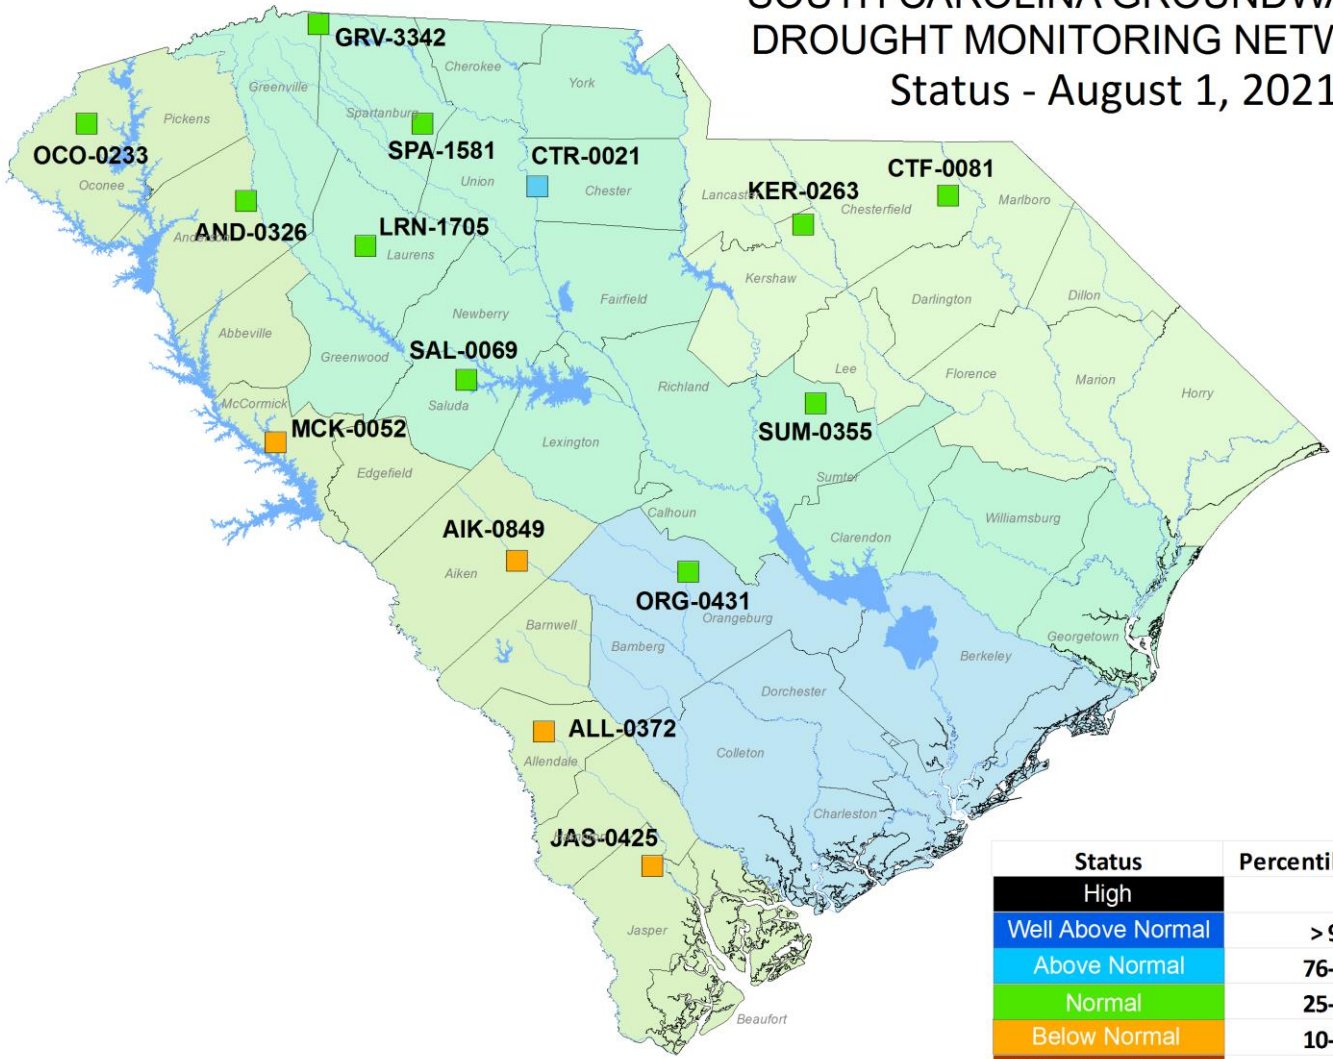 SOUTH CAROLINA
DROUGHT MONITORING
Status - August 1, 2021
GRV-3342
Cherokee
York
Greenville
Pickens
Spartanburg
OCO-0233
SPA-1581
CTR-0021
CTF-0081
Oconee
Union
Chester
Lancaster
KER-0263
Chesterfield
Marlboro
AND-0326
Anderson
LRN-1705
Laurens
Kershaw
Fairfield
Darlington
Dillon
Newberry
Abbeville
Greenwood
SAL-0069
Richland
Lee
Florence
Marion
Horry
McCormick
Saluda
MCK-0052
Lexington
SUM-0355
Edgefield
Sumter
Calhoun
Williamsburg
AIK-0849
Clarendon
Aiken
ORG-0431
Orangeburg
Barnwell
Bamberg
Georgetown
Berkeley
Dorchester
ALL-0372
Colleton
Allendale
Charleston
JAS-0425
Jasper
Beaufort
Status
High
Well Above Normal
Above Normal 76-
Normal 25-
Below Normal 10-